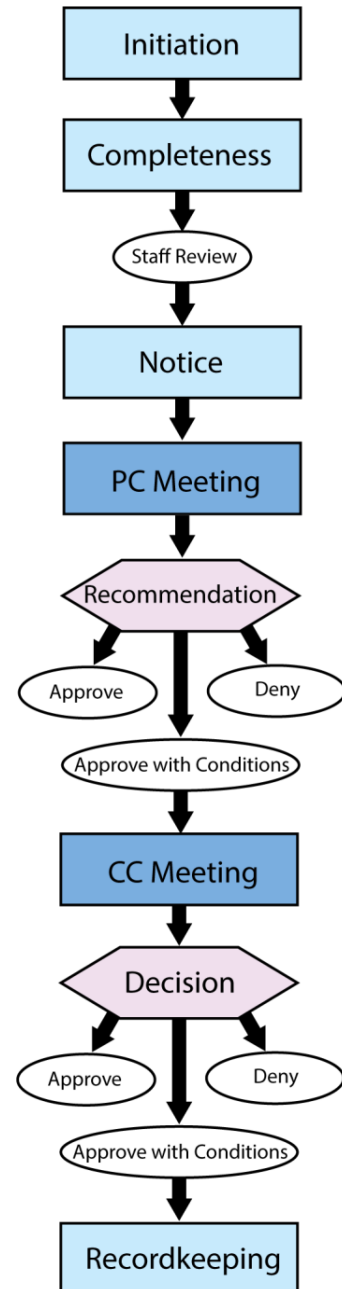 Initiation
Completeness
Staff Review
Notice
PC Meeting
Recommendation
Approve
Deny
Approve with Conditions
CC Meeting
Decision
Approve
Deny
Approve with Conditions
Recordkeeping